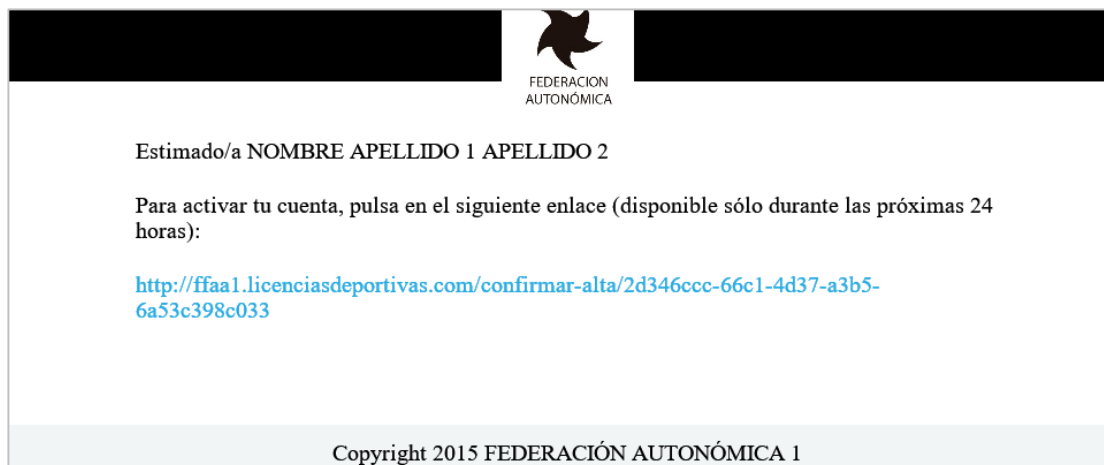 FEDERACION
AUTONÓMICA
Estimado/a NOMBRE APELLIDO 1 APELLIDO 2
Para activar tu cuenta, pulsa en el siguiente enlace (disponible sólo durante las próximas 24
horas):
http://ffaa1.licenciasdeportivas.com/confirmar-alta/2d346ccc-66c1-4d37-a3b5-
6a53c398c033
Copyright 2015 FEDERACIÓN AUTONÓMICA 1